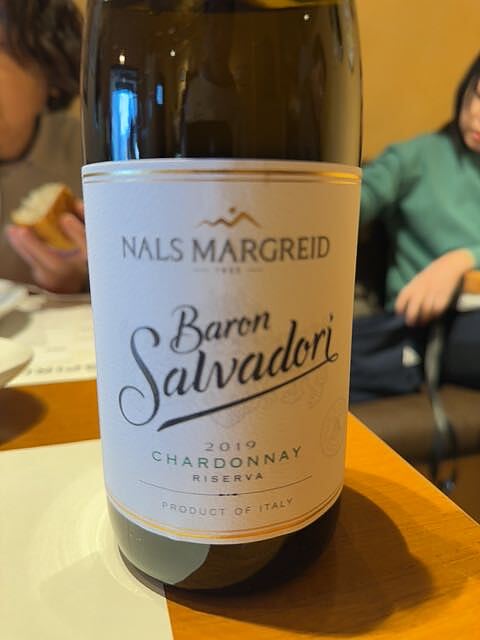 NALS MARGREID
Baron
Salvadori
2019
CHARDONNAY
RISERVA
PRODUCT OF ITALY